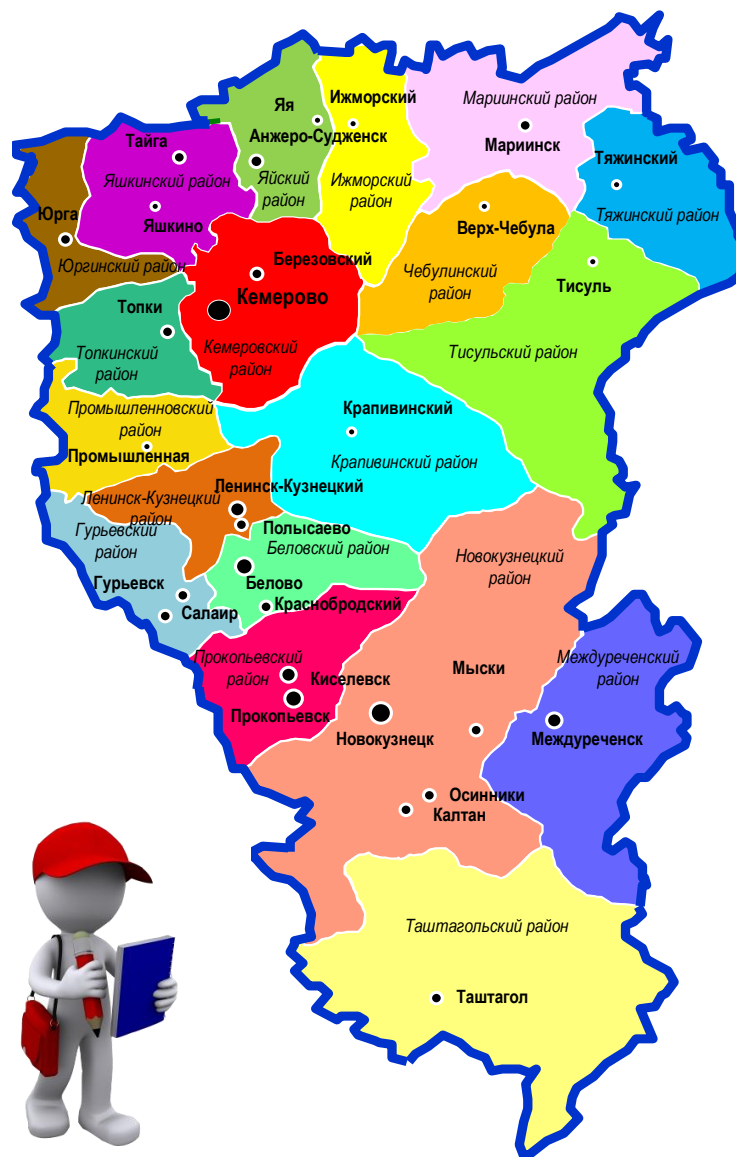 Яя
Ижморский
Мариинский район
Анжеро-Судженск
Мариинск
Тайга
Тяжинский
Яшкинский район
Яйский
район
Ижморский
район
Юрга
Яшкино
Верх-Чебула
Тяжинский район
Юргинский район
Березовский
Чебулинский
район
Тисуль
Кемерово
Топки
Кемеровский
район
Топкинский
район
Тисульский район
Промышленновский
район
Крапивинский
Промышленная
Крапивинский район
Ленинск-Кузнецкий
Ленинск-Кузнецкий
район
Гурьевский
район
Полысаево
Беловский район
Новокузнецкий
район
Гурьевск
Белово
Салаир
Краснобродский
Прокопьевский
район
Киселевск
Мыски
Междуреченский
район
Прокопьевск
Новокузнецк
Междуреченск
Осинники
Калтан
Таштагольский район
Таштагол